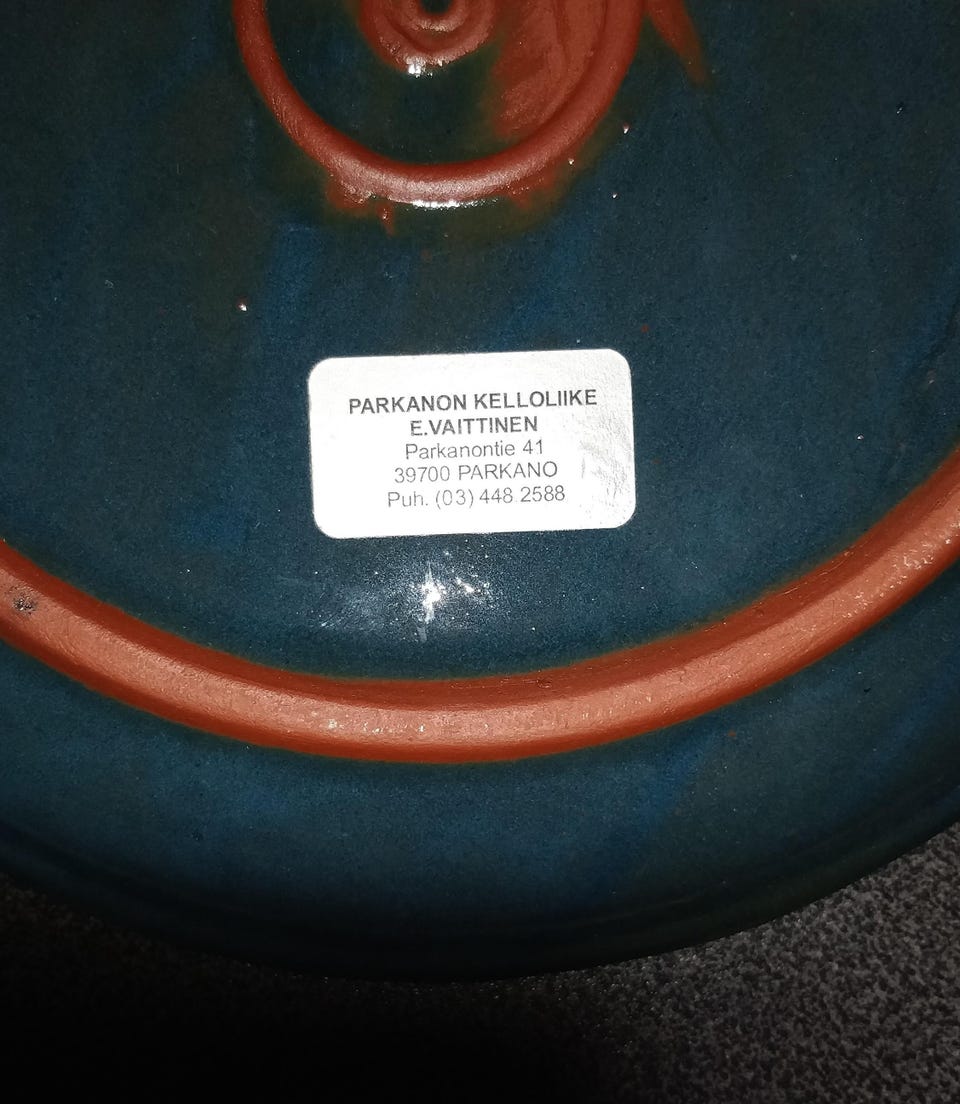 PARKANON KELLOLIIKE
E.VAITTINEN
Parkanontie 41
39700 PARKANO
Puh. (03) 448 2588